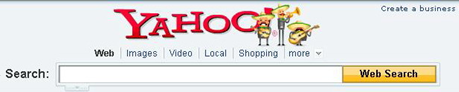 Create a business
YAHOO!
Web Images Video Local Shopping more
Search: Web Search